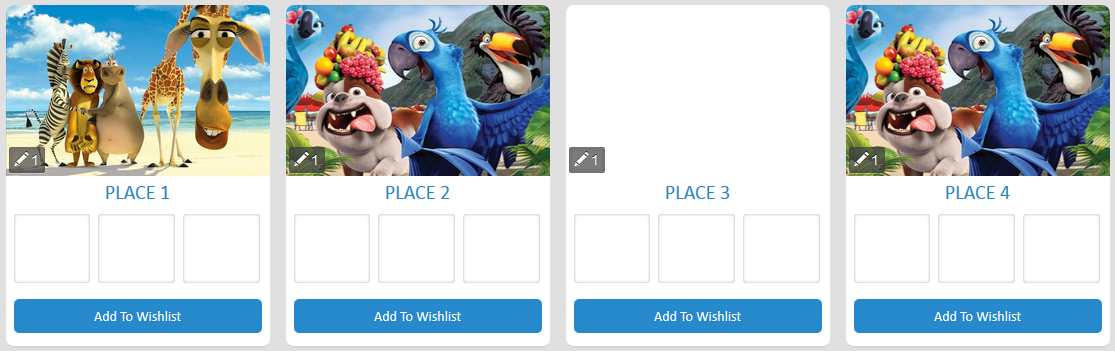 1
1
1
1
PLACE 1
PLACE 2
PLACE 3
PLACE 4
Add To Wishlist
Add To Wishlist
Add To Wishlist
Add To Wishlist